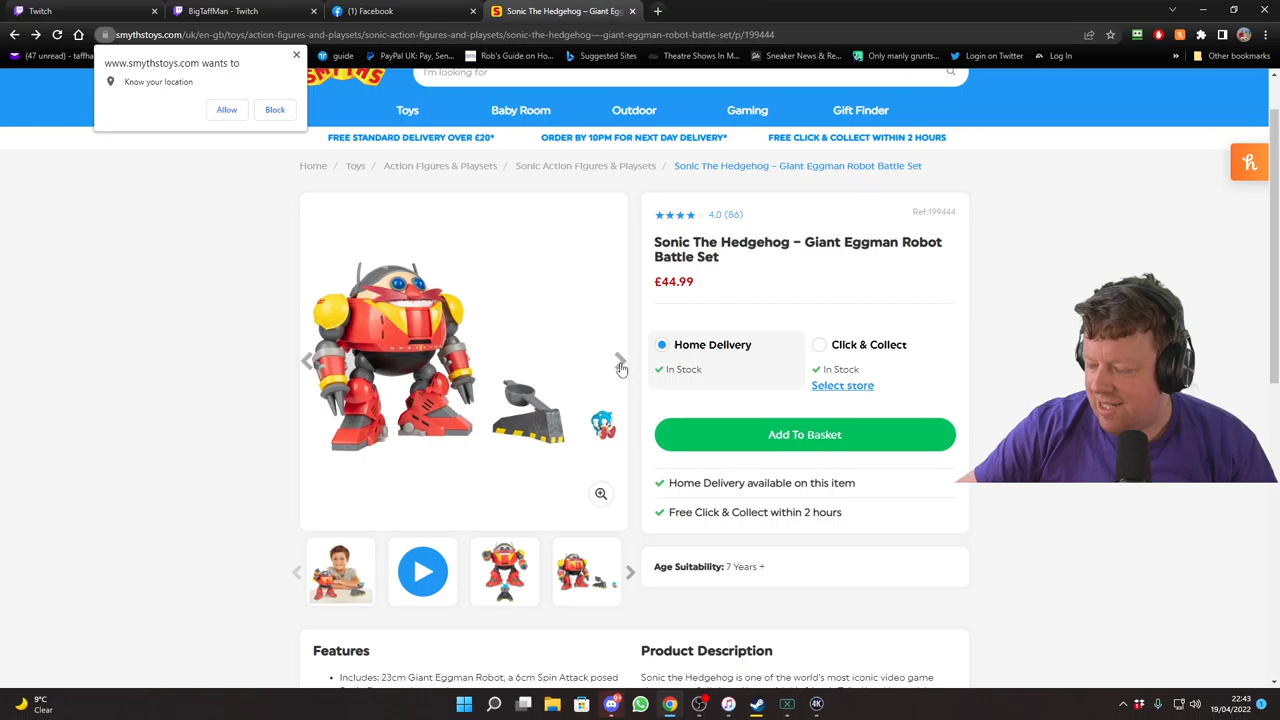 Twitch
BigTaffMan - Twitch
(1) Facebook
Sonic The Hedgehog – Giant Egg
smythstoys.com/uk/en-gb/toys/action-figures-and-playsets/sonic-action-figures-and-playsets/sonic-the-hedgehog-–-giant-eggman-robot-battle-set/p/199444
(47 unread) - taffha
guide
PayPal UK: Pay, Sen...
Rob's Guide on Ho...
Suggested Sites
Theatre Shows In M...
Sneaker News & Re...
Only manly grunts...
Login on Twitter
Log In
»
Other bookmarks
www.smythstoys.com wants to
Know your location
Allow
Block
SMYTHS
I'm looking for
Toys
Baby Room
Outdoor
Gaming
Gift Finder
FREE STANDARD DELIVERY OVER £20*
ORDER BY 10PM FOR NEXT DAY DELIVERY*
FREE CLICK & COLLECT WITHIN 2 HOURS
Home / Toys / Action Figures & Playsets / Sonic Action Figures & Playsets / Sonic The Hedgehog – Giant Eggman Robot Battle Set
4.0 (86)
Ref:199444
Sonic The Hedgehog – Giant Eggman Robot
Battle Set
£44.99
Home Delivery
In Stock
Click & Collect
In Stock
Select store
Add To Basket
Home Delivery available on this item
Free Click & Collect within 2 hours
Age Suitability: 7 Years +
Features
Includes: 23cm Giant Eggman Robot, a 6cm Spin Attack posed
Product Description
Sonic the Hedgehog is one of the world's most iconic video game
9°C
Clear
22:43
19/04/2022